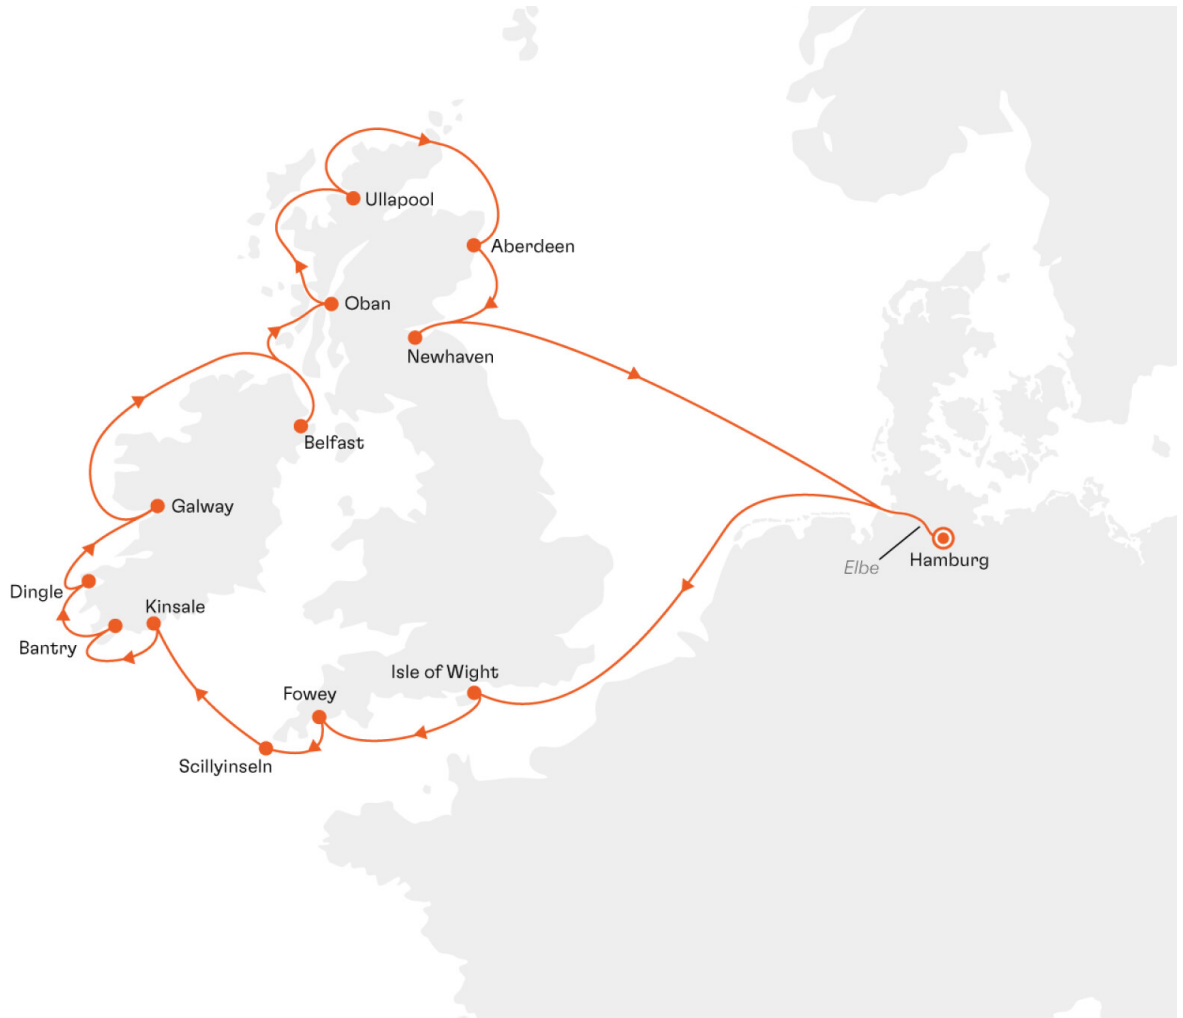 Ullapool
Aberdeen
Oban
Newhaven
Belfast
Galway
Elbe
Hamburg
Dingle
Kinsale
Bantry
Isle of Wight
Fowey
Scillyinseln